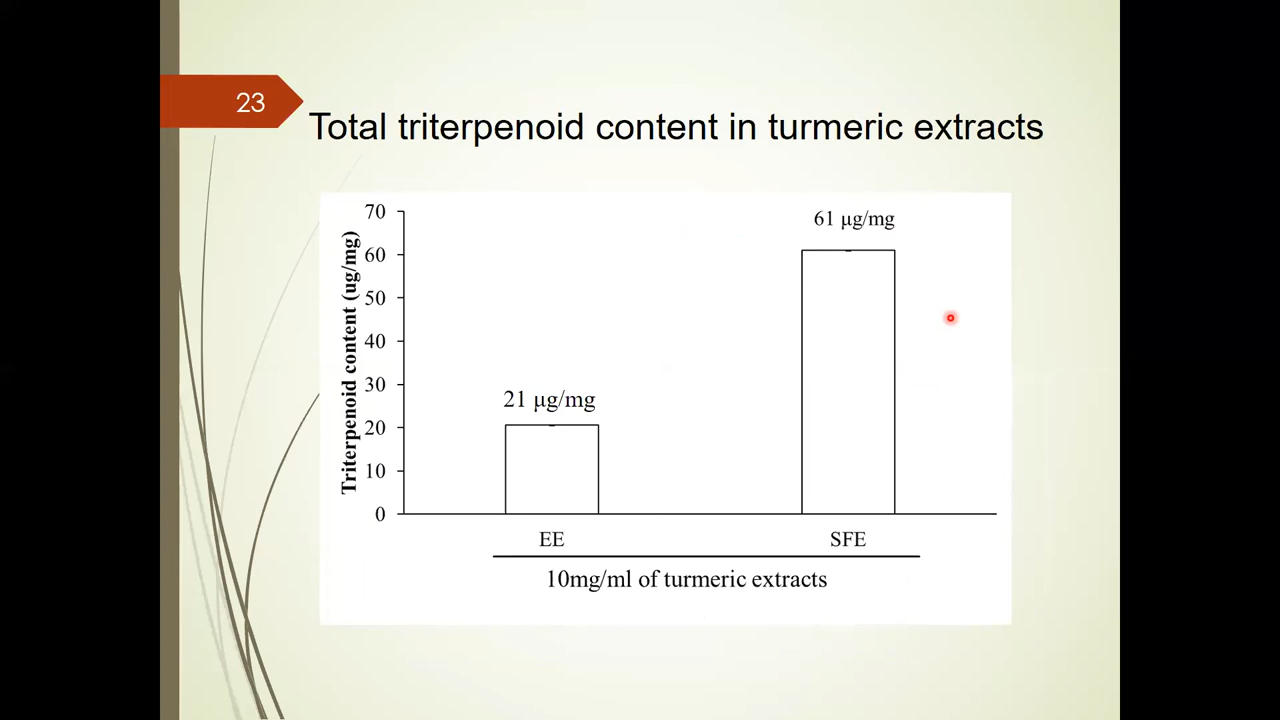 23
Total triterpenoid content in turmeric extracts
Triterpenoid content (ug/mg)
70
60
50
40
30
20
10
0
61 μg/mg
21 μg/mg
EE
SFE
10mg/ml of turmeric extracts